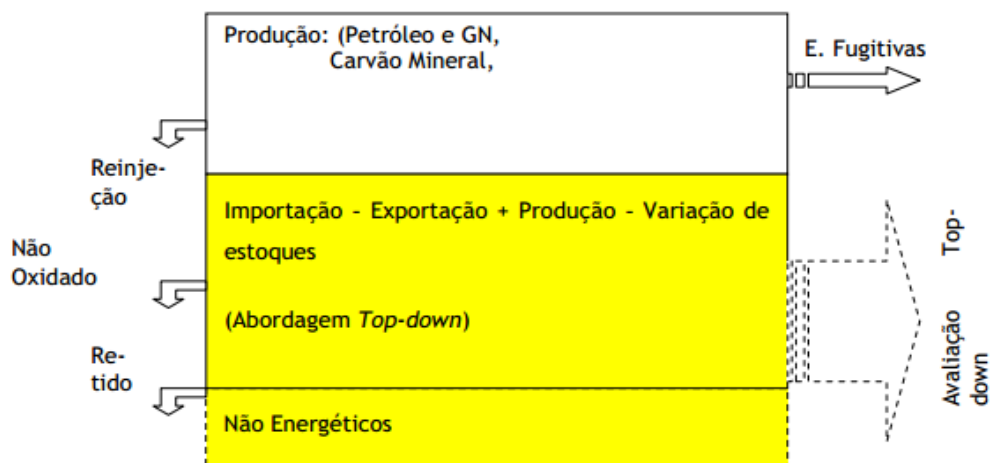 Produção: (Petróleo e GN,
Carvão Mineral,
E. Fugitivas
Reinje-
ção
Importação - Exportação + Produção - Variação de
estoques
(Abordagem Top-down)
Não
Oxidado
Re-
tido
Não Energéticos
Avaliação Top-
down